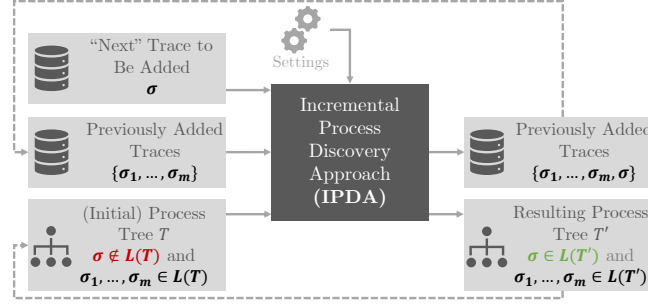 "Next" Trace to
Be Added
σ
Settings
Previously Added
Traces
{σ₁, …, σₘ}
(Initial) Process
Tree T
σ ∉ L(T) and
σ₁, …, σₘ ∈ L(T)
Incremental
Process
Discovery
Approach
(IPDA)
Previously Added
Traces
{σ₁, …, σₘ, σ}
Resulting Process
Tree T′
σ ∈ L(T′) and
σ₁, …, σₘ ∈ L(T′)